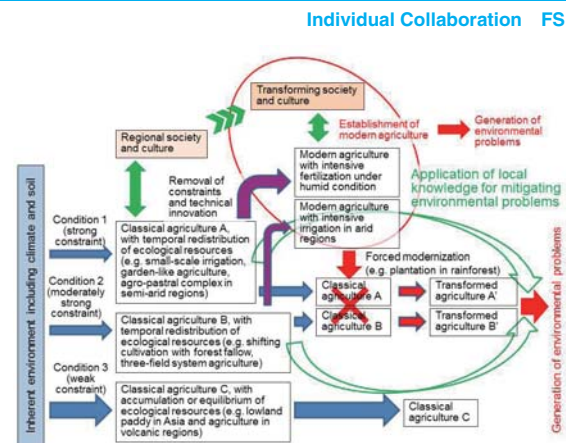 Individual Collaboration FS
Transforming society
and culture
Regional society
and culture
Establishment of
modern agriculture
Generation of
environmental
problems
Modern agriculture
with intensive
fertilization under
humid condition
Removal of
constraints
and technical
innovation
Application of local
knowledge for mitigating
environmental problems
Modern agriculture
with intensive
irrigation in arid
regions
Inherent environment including climate and soil
Condition 1
(strong
constraint)
Classical agriculture A,
with temporal redistribution
of ecological resources
(e.g. small-scale irrigation,
garden-like agriculture,
agro-pastral complex in
semi-arid regions)
Forced modernization
(e.g. plantation in rainforest)
Classical
agriculture A
Transformed
agriculture A'
Condition 2
(moderately
strong
constraint)
Classical agriculture B, with
temporal redistribution of
ecological resources (e.g. shifting
cultivation with forest fallow,
three-field system agriculture)
Classical
agriculture B
Transformed
agriculture B'
Generation of environmental problems
Condition 3
(weak
constraint)
Classical agriculture C, with
accumulation or equilibrium of
ecological resources (e.g. lowland
paddy in Asia and agriculture in
volcanic regions)
Classical
agriculture C